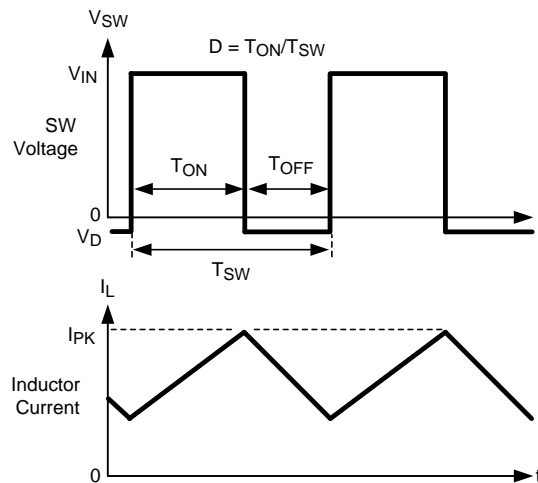 VSW
D = TON/TSW
VIN
SW
Voltage
TON
TOFF
0
VD
TSW
IL
IPK
Inductor
Current
0
t